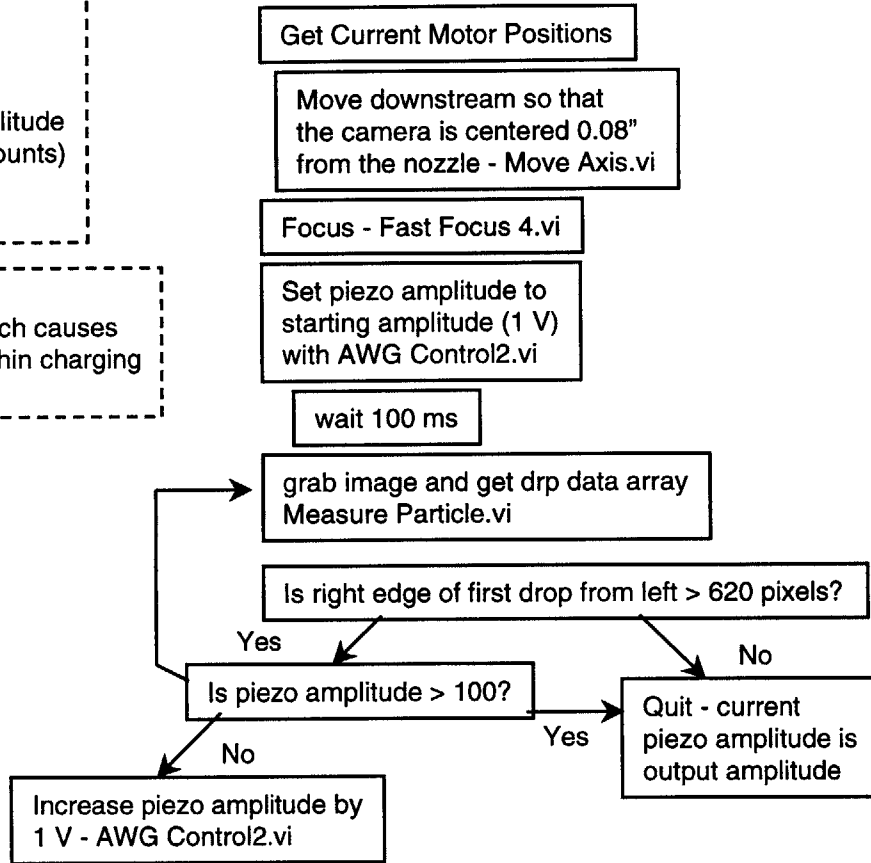 Get Current Motor Positions
Move downstream so that
the camera is centered 0.08"
from the nozzle - Move Axis.vi
litude
ounts)
Focus - Fast Focus 4.vi
Set piezo amplitude to
starting amplitude (1 V)
with AWG Control2.vi
ch causes
hin charging
wait 100 ms
grab image and get drp data array
Measure Particle.vi
Is right edge of first drop from left > 620 pixels?
Yes
No
Is piezo amplitude > 100?
Yes
Quit - current
piezo amplitude is
output amplitude
No
Increase piezo amplitude by
1 V - AWG Control2.vi